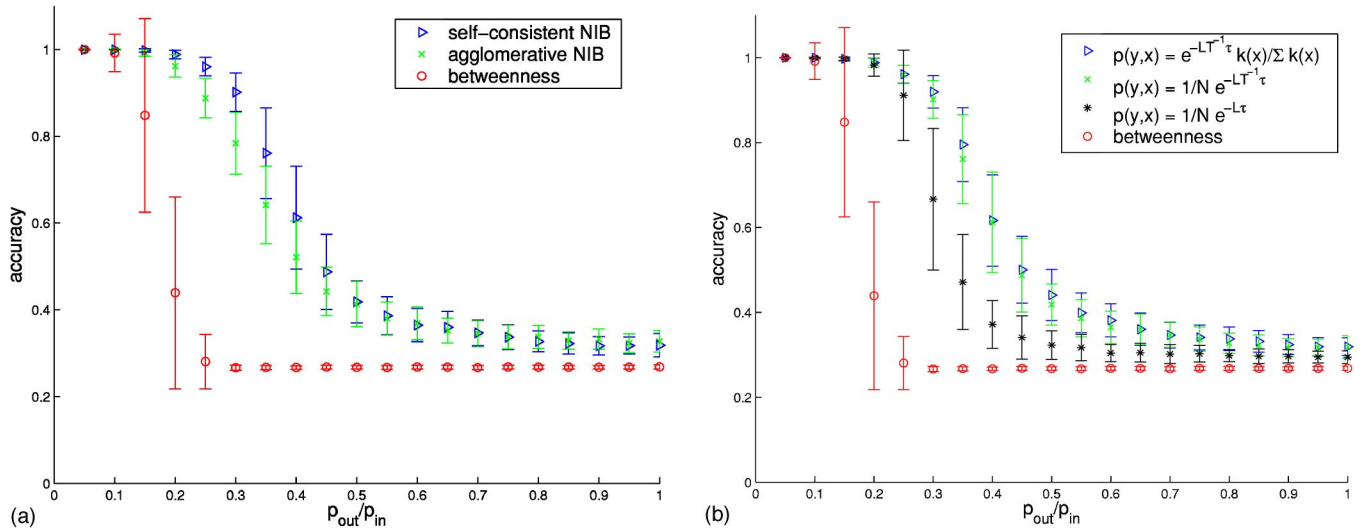 self-consistent NIB
agglomerative NIB
betweenness
accuracy
1
0.8
0.6
0.4
0.2
0
0 0.1 0.2 0.3 0.4 0.5 0.6 0.7 0.8 0.9 1
(a) p_out/p_in
p(y,x) = e^{-LT^{-1}τ} k(x)/Σ k(x)
p(y,x) = 1/N e^{-LT^{-1}τ}
p(y,x) = 1/N e^{-Lτ}
betweenness
accuracy
1
0.8
0.6
0.4
0.2
0
0 0.1 0.2 0.3 0.4 0.5 0.6 0.7 0.8 0.9 1
(b) p_out/p_in